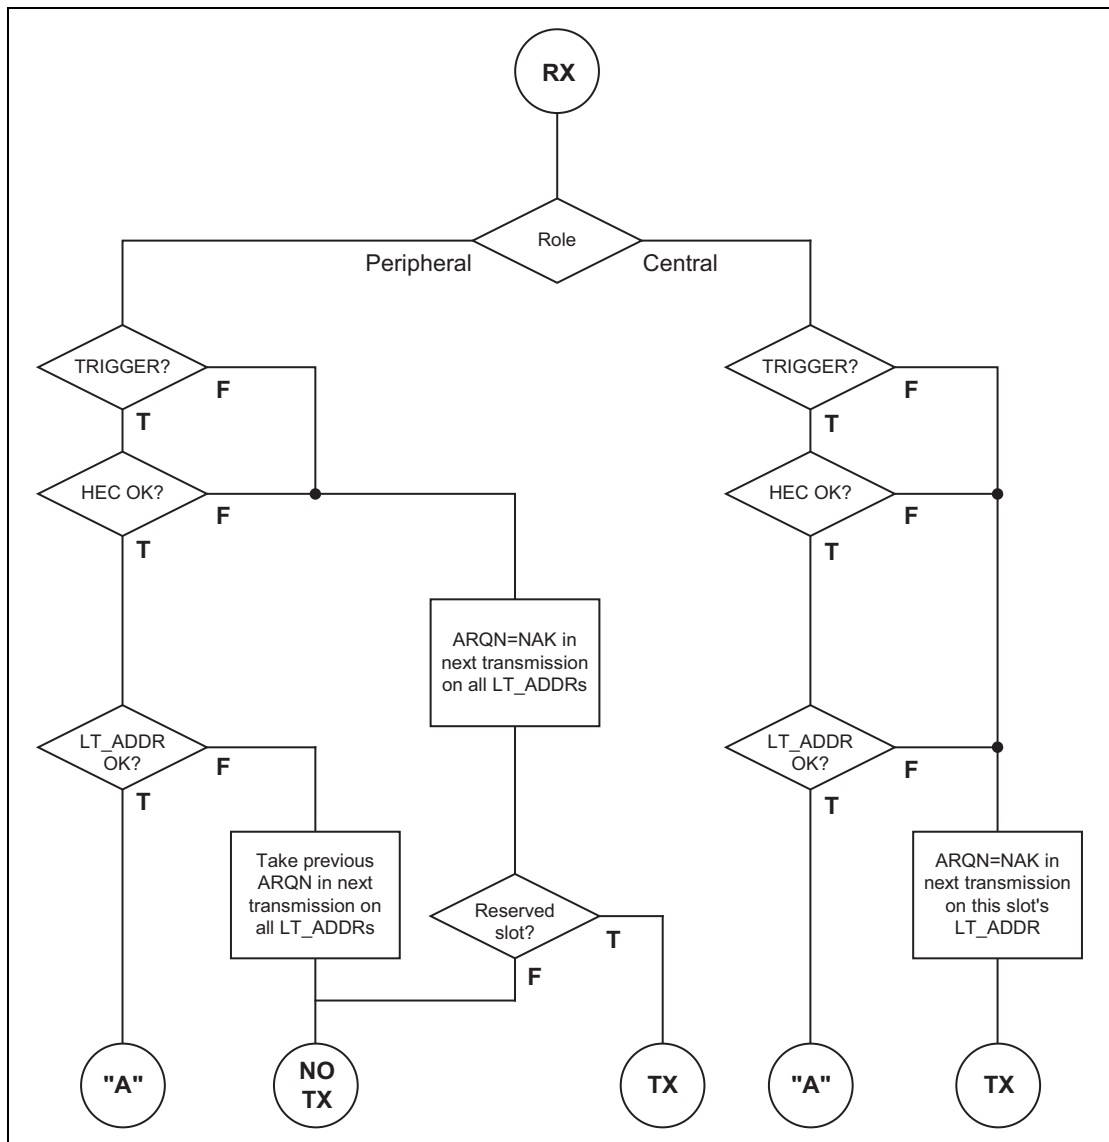 RX
Role
Peripheral
Central
TRIGGER?
F
T
TRIGGER?
F
T
HEC OK?
F
T
HEC OK?
F
T
ARQN=NAK in
next transmission
on all LT_ADDRs
LT_ADDR
OK?
F
T
LT_ADDR
OK?
F
T
Take previous
ARQN in next
transmission on
all LT_ADDRs
Reserved
slot?
T
F
ARQN=NAK in
next transmission
on this slot's
LT_ADDR
"A"
NO
TX
TX
"A"
TX